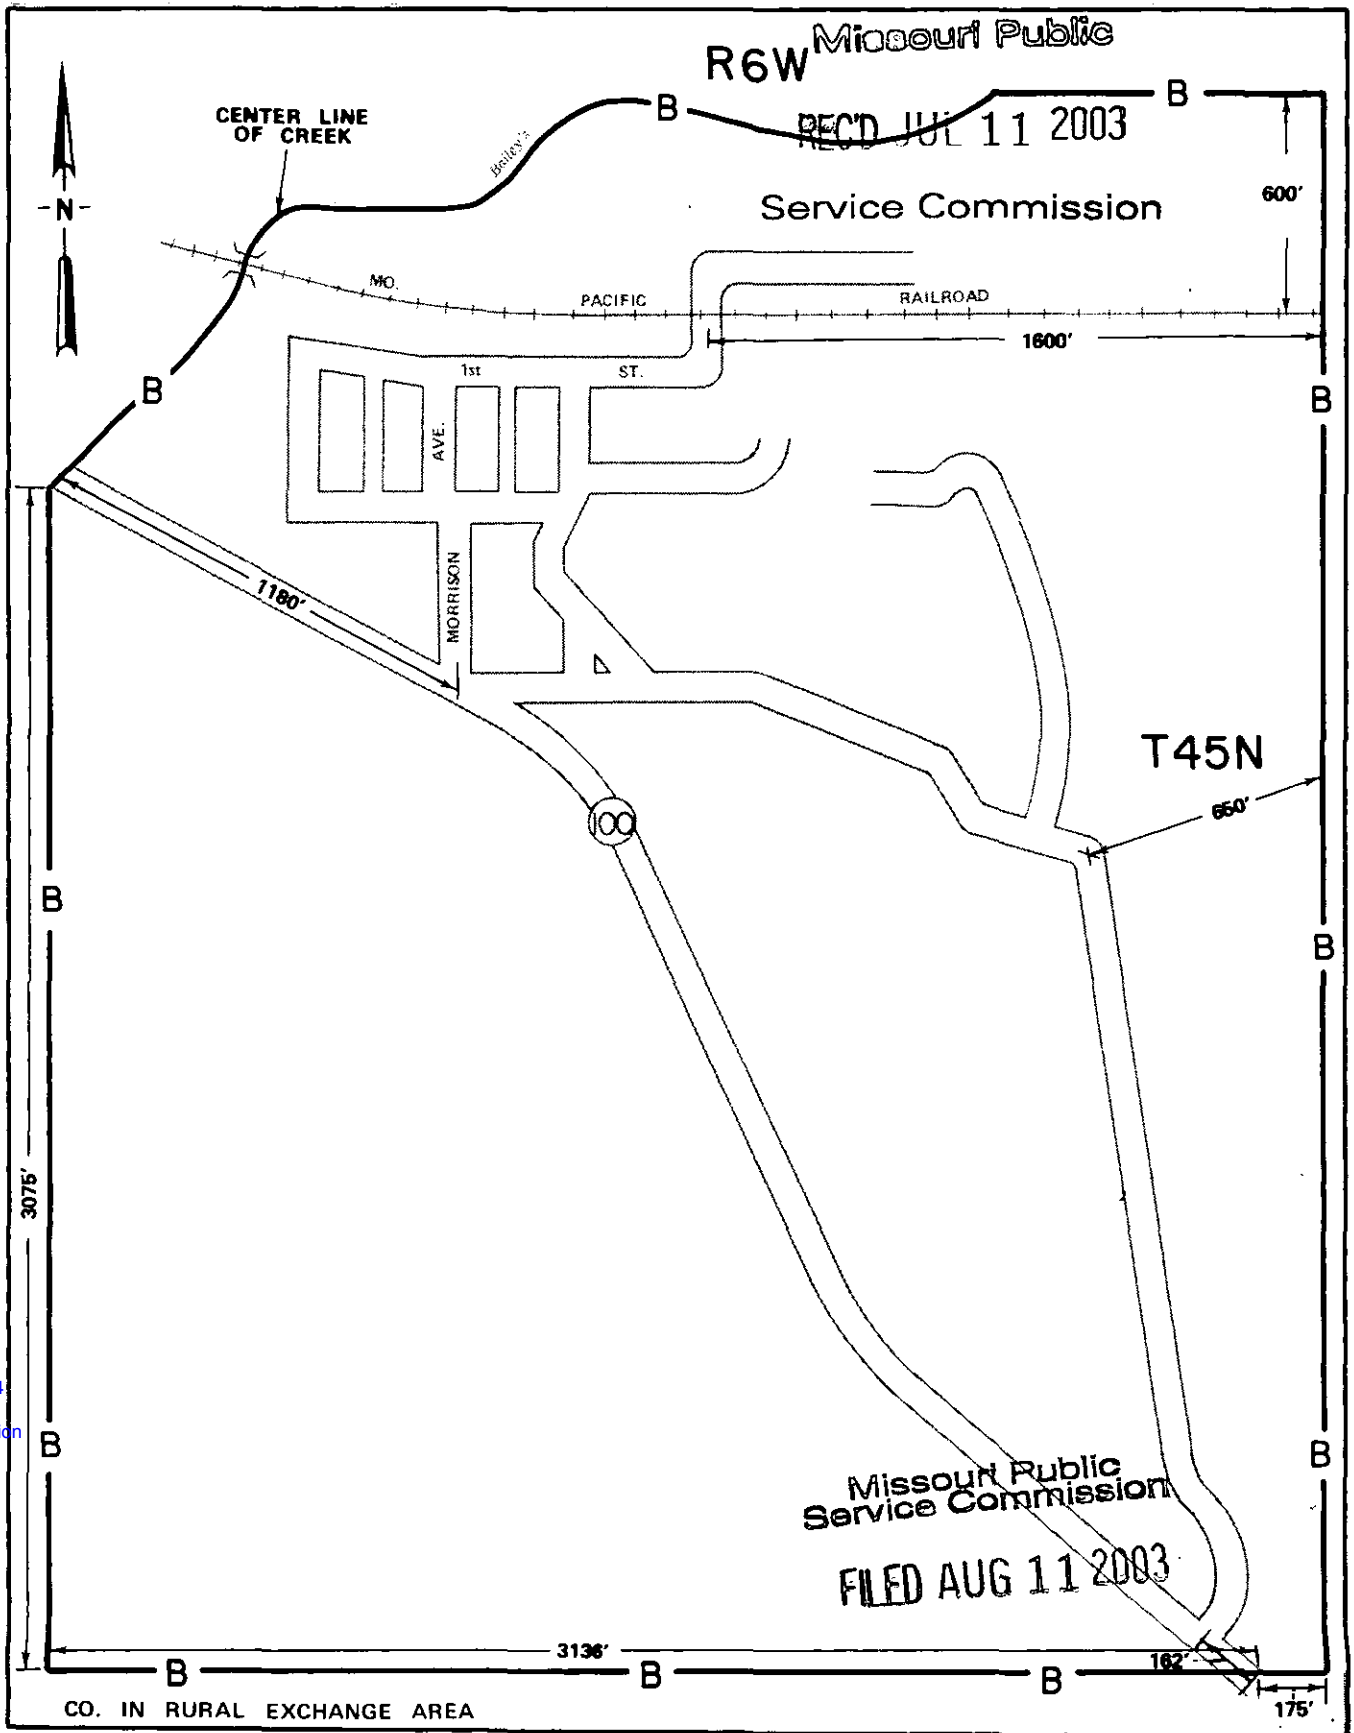 Missouri Public
R6W
B
B
CENTER LINE
OF CREEK
REC'D JUL 11 2003
Bailey's
N
600'
Service Commission
MO.
PACIFIC
RAILROAD
1600'
1st
ST.
B
B
AVE.
1180'
MORRISON
T45N
650'
100
B
B
3075'
B
B
Missouri Public
Service Commission
FILED AUG 11 2003
3136'
162'
B
B
B
175'
CO. IN RURAL EXCHANGE AREA